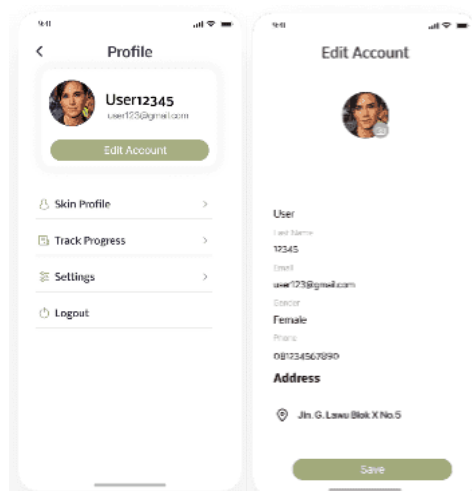 9:41
Profile
User12345
user123@gmail.com
Edit Account
Skin Profile
Track Progress
Settings
Logout
9:41
Edit Account
User
Last Name
12345
Email
user123@gmail.com
Gender
Female
Phone
081234567890
Address
Jln. G. Lawu Blok X No.5
Save